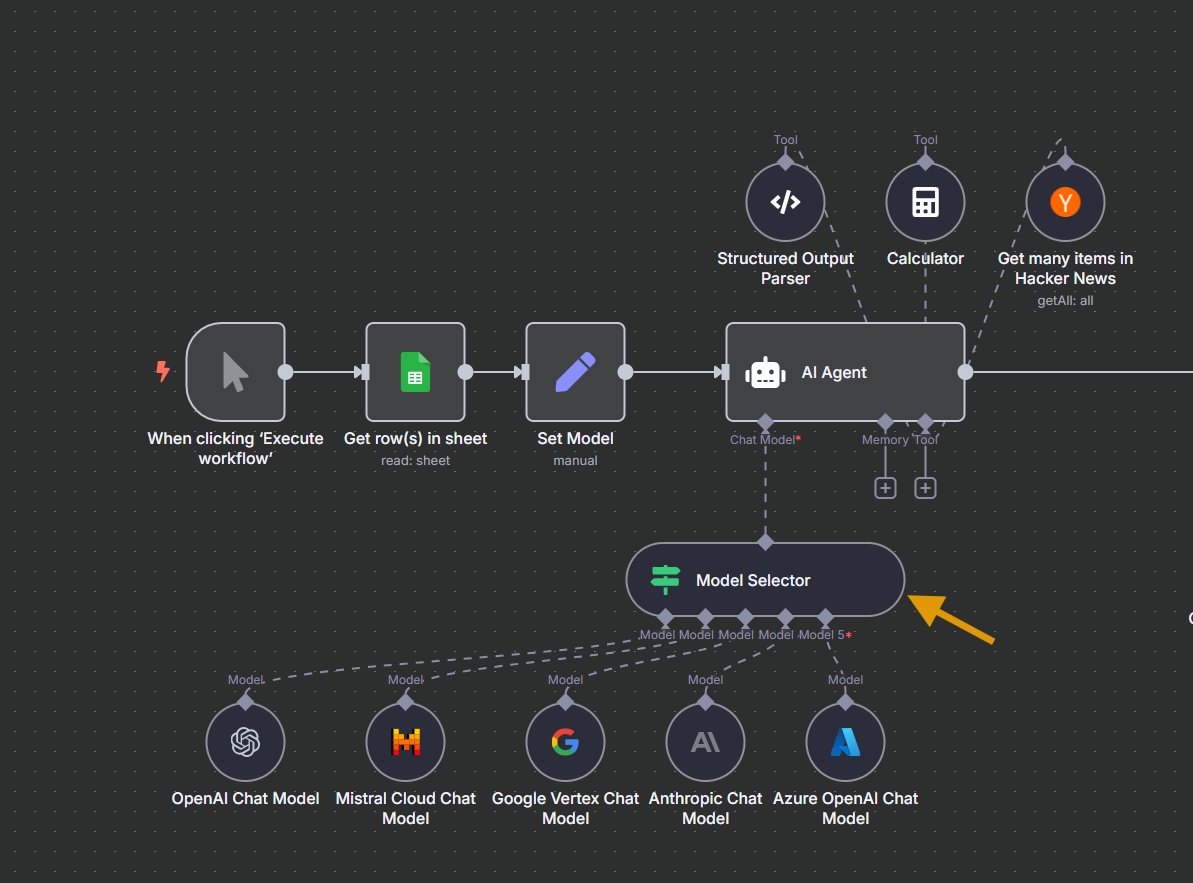 Tool
Tool
Structured Output
Parser
Calculator
Get many items in
Hacker News
getAll: all
AI Agent
When clicking ‘Execute
workflow’
Get row(s) in sheet
read: sheet
Set Model
manual
Chat Model*
Memory
Tool
Model Selector
Model
Model
Model
Model
Model 5*
Model
Model
Model
Model
Model
OpenAI Chat Model
Mistral Cloud Chat
Model
Google Vertex Chat
Model
Anthropic Chat
Model
Azure OpenAI Chat
Model